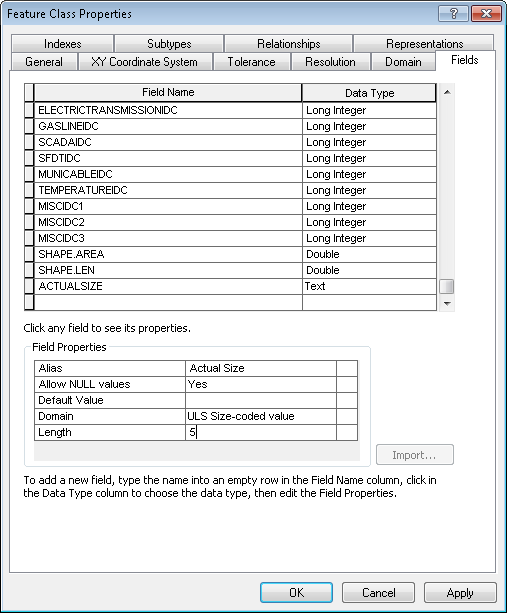 Feature Class Properties
Indexes Subtypes Relationships Representations
General XY Coordinate System Tolerance Resolution Domain Fields
Field Name Data Type
ELECTRICTRANSMISSIONIDC Long Integer
GASLINEIDC Long Integer
SCADAIDC Long Integer
SFDTIDC Long Integer
MUNICABLEIDC Long Integer
TEMPERATUREIDC Long Integer
MISCIDC1 Long Integer
MISCIDC2 Long Integer
MISCIDC3 Long Integer
SHAPE.AREA Double
SHAPE.LEN Double
ACTUALSIZE Text
Click any field to see its properties.
Field Properties
Alias Actual Size
Allow NULL values Yes
Default Value
Domain ULS Size-coded value
Length 5
Import...
To add a new field, type the name into an empty row in the Field Name column, click in
the Data Type column to choose the data type, then edit the Field Properties.
OK Cancel Apply